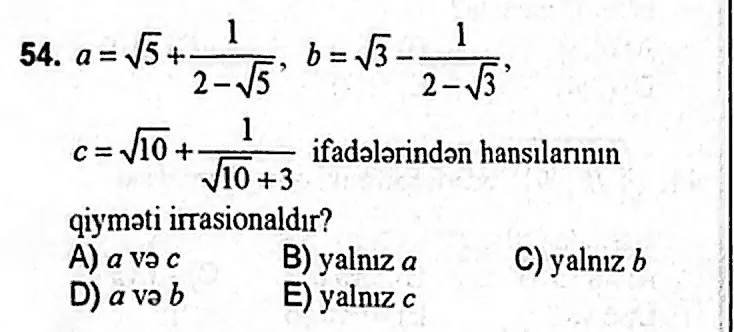 54. a = √5 + 1/(2 − √5), b = √3 − 1/(2 − √3),
c = √10 + 1/(√10 + 3) ifadələrindən hansılarının
qiyməti irrasionaldır?
A) a və c B) yalnız a C) yalnız b
D) a və b E) yalnız c